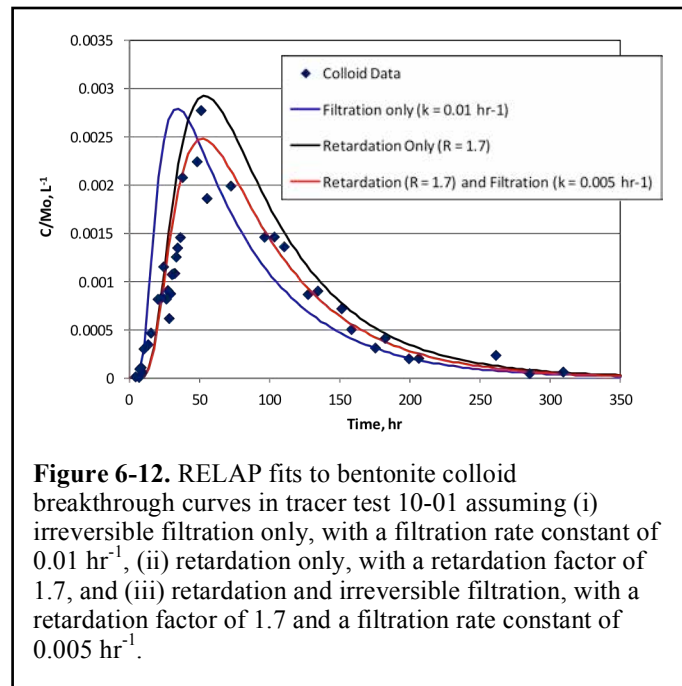 0.0035
0.003
0.0025
0.002
0.0015
0.001
0.0005
0
C/Mo, L-1
Colloid Data
Filtration only (k = 0.01 hr-1)
Retardation Only (R = 1.7)
Retardation (R = 1.7) and Filtration (k = 0.005 hr-1)
0 50 100 150 200 250 300 350
Time, hr
Figure 6-12. RELAP fits to bentonite colloid
breakthrough curves in tracer test 10-01 assuming (i)
irreversible filtration only, with a filtration rate constant of
0.01 hr-1, (ii) retardation only, with a retardation factor of
1.7, and (iii) retardation and irreversible filtration, with a
retardation factor of 1.7 and a filtration rate constant of
0.005 hr-1.